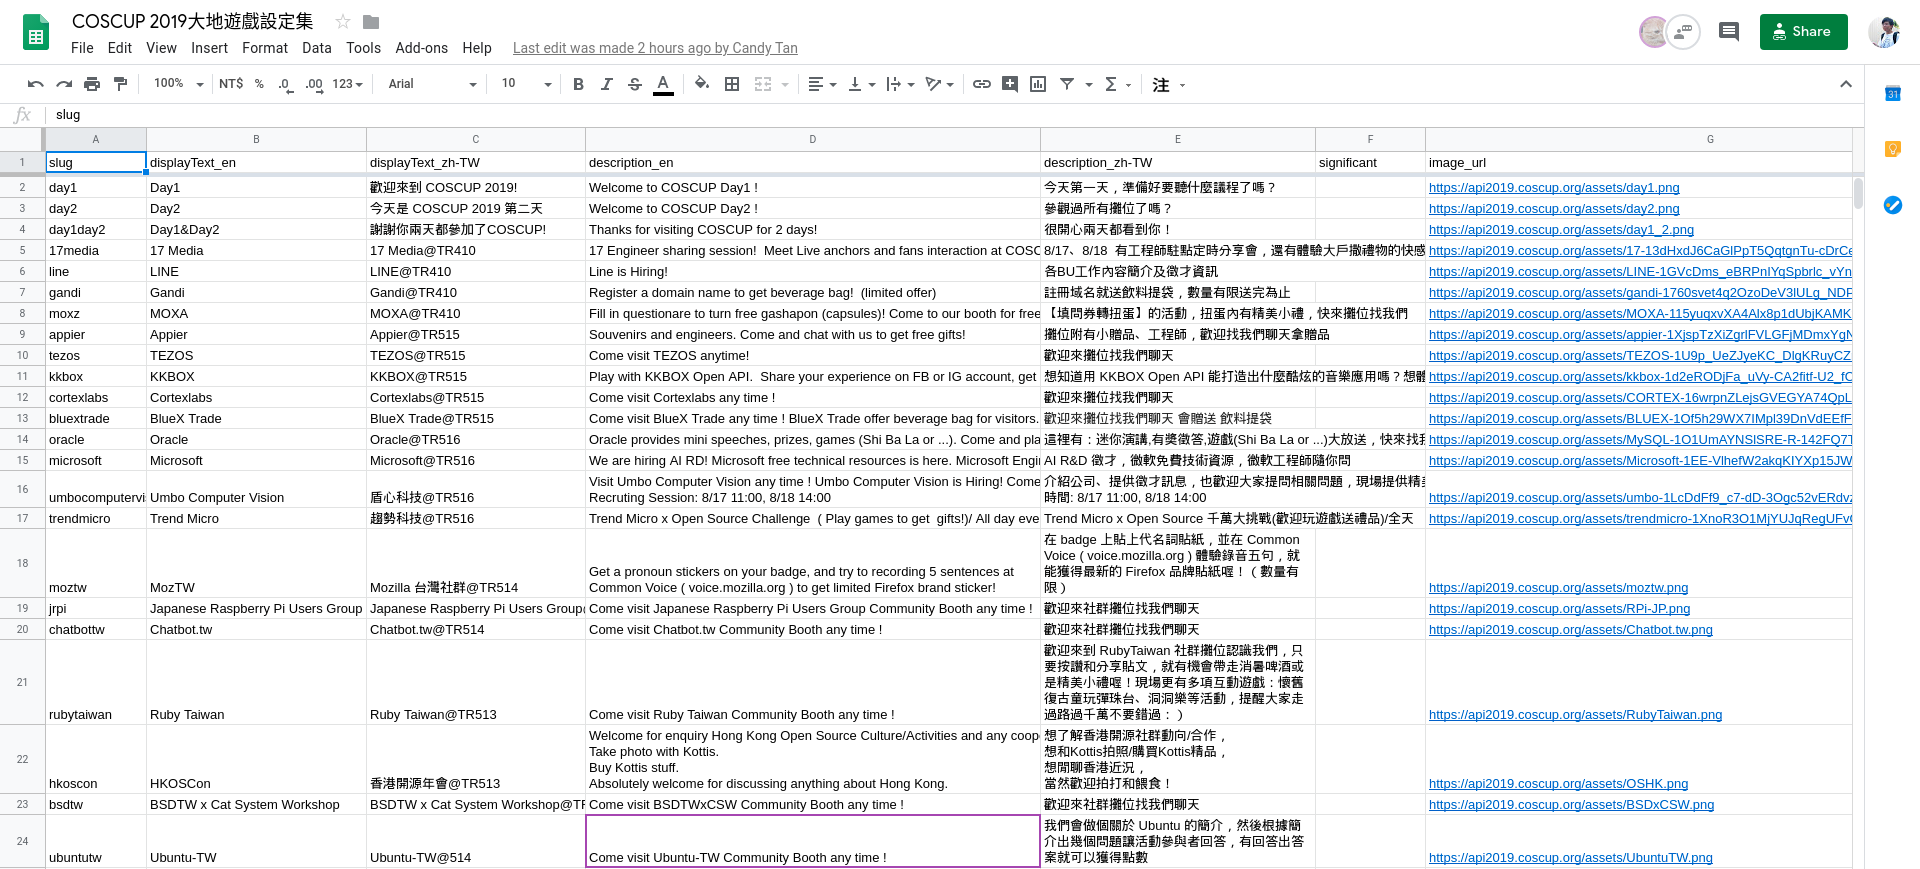 COSCUP 2019大地遊戲設定集
File Edit View Insert Format Data Tools Add-ons Help Last edit was made 2 hours ago by Candy Tan
Share
100% NT$ % .0 .00 123 Arial 10 B I S A 注
31
fx slug
A B C D E F G
1 slug displayText_en displayText_zh-TW description_en description_zh-TW significant image_url
2 day1 Day1 歡迎來到 COSCUP 2019! Welcome to COSCUP Day1 ! 今天第一天，準備好要聽什麼議程了嗎？ https://api2019.coscup.org/assets/day1.png
3 day2 Day2 今天是 COSCUP 2019 第二天 Welcome to COSCUP Day2 ! 參觀過所有攤位了嗎？ https://api2019.coscup.org/assets/day2.png
4 day1day2 Day1&Day2 謝謝你兩天都參加了COSCUP! Thanks for visiting COSCUP for 2 days! 很開心兩天都看到你！ https://api2019.coscup.org/assets/day1_2.png
5 17media 17 Media 17 Media@TR410 17 Engineer sharing session!  Meet Live anchors and fans interaction at COSC 8/17、8/18  有工程師駐點定時分享會，還有體驗大戶撒禮物的快感 https://api2019.coscup.org/assets/17-13dHxdJ6CaGlPpT5QqtgnTu-cDrCe
6 line LINE LINE@TR410 Line is Hiring! 各BU工作內容簡介及徵才資訊 https://api2019.coscup.org/assets/LINE-1GVcDms_eBRPnIYqSpbrlc_vYn
7 gandi Gandi Gandi@TR410 Register a domain name to get beverage bag!  (limited offer) 註冊域名就送飲料提袋，數量有限送完為止 https://api2019.coscup.org/assets/gandi-1760svet4q2OzoDeV3lULg_NDP
8 moxz MOXA MOXA@TR410 Fill in questionare to turn free gashapon (capsules)! Come to our booth for free 【填問券轉扭蛋】的活動，扭蛋內有精美小禮，快來攤位找我們 https://api2019.coscup.org/assets/MOXA-115yuqxvXA4Alx8p1dUbjKAMK
9 appier Appier Appier@TR515 Souvenirs and engineers. Come and chat with us to get free gifts! 攤位附有小贈品、工程師，歡迎找我們聊天拿贈品 https://api2019.coscup.org/assets/appier-1XjspTzXiZgrlFVLGFjMDmxYgN
10 tezos TEZOS TEZOS@TR515 Come visit TEZOS anytime! 歡迎來攤位找我們聊天 https://api2019.coscup.org/assets/TEZOS-1U9p_UeZJyeKC_DlgKRuyCZ
11 kkbox KKBOX KKBOX@TR515 Play with KKBOX Open API.  Share your experience on FB or IG account, get 想知道用 KKBOX Open API 能打造出什麼酷炫的音樂應用嗎？想體 https://api2019.coscup.org/assets/kkbox-1d2eRODjFa_uVy-CA2fitf-U2_fC
12 cortexlabs Cortexlabs Cortexlabs@TR515 Come visit Cortexlabs any time ! 歡迎來攤位找我們聊天 https://api2019.coscup.org/assets/CORTEX-16wrpnZLejsGVEGYA74QpL
13 bluextrade BlueX Trade BlueX Trade@TR515 Come visit BlueX Trade any time ! BlueX Trade offer beverage bag for visitors. 歡迎來攤位找我們聊天 會贈送 飲料提袋 https://api2019.coscup.org/assets/BLUEX-1Of5h29WX7IMpl39DnVdEEfF
14 oracle Oracle Oracle@TR516 Oracle provides mini speeches, prizes, games (Shi Ba La or ...). Come and pla 這裡有：迷你演講,有獎徵答,遊戲(Shi Ba La or ...)大放送，快來找我 https://api2019.coscup.org/assets/MySQL-1O1UmAYNSlSRE-R-142FQ7T
15 microsoft Microsoft Microsoft@TR516 We are hiring AI RD! Microsoft free technical resources is here. Microsoft Engin AI R&D 徵才，微軟免費技術資源，微軟工程師隨你問 https://api2019.coscup.org/assets/Microsoft-1EE-VlhefW2akqKIYXp15JW
Visit Umbo Computer Vision any time ! Umbo Computer Vision is Hiring! Come 介紹公司、提供徵才訊息，也歡迎大家提問相關問題，現場提供精美
16 umbocomputervi Umbo Computer Vision 盾心科技@TR516 Recruting Session: 8/17 11:00, 8/18 14:00 時間: 8/17 11:00, 8/18 14:00 https://api2019.coscup.org/assets/umbo-1LcDdFf9_c7-dD-3Ogc52vERdvz
17 trendmicro Trend Micro 趨勢科技@TR516 Trend Micro x Open Source Challenge  ( Play games to get  gifts!)/ All day eve Trend Micro x Open Source 千萬大挑戰(歡迎玩遊戲送禮品)/全天 https://api2019.coscup.org/assets/trendmicro-1XnoR3O1MjYUJqRegUFv
在 badge 上貼上代名詞貼紙，並在 Common
Voice ( voice.mozilla.org ) 體驗錄音五句，就
18 Get a pronoun stickers on your badge, and try to recording 5 sentences at 能獲得最新的 Firefox 品牌貼紙喔！（ 數量有
moztw MozTW Mozilla 台灣社群@TR514 Common Voice ( voice.mozilla.org ) to get limited Firefox brand sticker! 限 ） https://api2019.coscup.org/assets/moztw.png
19 jrpi Japanese Raspberry Pi Users Group Japanese Raspberry Pi Users Group Come visit Japanese Raspberry Pi Users Group Community Booth any time ! 歡迎來社群攤位找我們聊天 https://api2019.coscup.org/assets/RPi-JP.png
20 chatbottw Chatbot.tw Chatbot.tw@TR514 Come visit Chatbot.tw Community Booth any time ! 歡迎來社群攤位找我們聊天 https://api2019.coscup.org/assets/Chatbot.tw.png
歡迎來到 RubyTaiwan 社群攤位認識我們，只
要按讚和分享貼文，就有機會帶走消暑啤酒或
21 是精美小禮喔！現場更有多項互動遊戲：懷舊
復古童玩彈珠台、洞洞樂等活動，提醒大家走
rubytaiwan Ruby Taiwan Ruby Taiwan@TR513 Come visit Ruby Taiwan Community Booth any time ! 過路過千萬不要錯過：） https://api2019.coscup.org/assets/RubyTaiwan.png
Welcome for enquiry Hong Kong Open Source Culture/Activities and any coop 想了解香港開源社群動向/合作，
22 Take photo with Kottis. 想和Kottis拍照/購買Kottis精品，
Buy Kottis stuff. 想閒聊香港近況，
hkoscon HKOSCon 香港開源年會@TR513 Absolutely welcome for discussing anything about Hong Kong. 當然歡迎拍打和餵食！ https://api2019.coscup.org/assets/OSHK.png
23 bsdtw BSDTW x Cat System Workshop BSDTW x Cat System Workshop@TR Come visit BSDTWxCSW Community Booth any time ! 歡迎來社群攤位找我們聊天 https://api2019.coscup.org/assets/BSDxCSW.png
我們會做個關於 Ubuntu 的簡介，然後根據簡
24 介出幾個問題讓活動參與者回答，有回答出答
ubuntutw Ubuntu-TW Ubuntu-TW@514 Come visit Ubuntu-TW Community Booth any time ! 案就可以獲得點數 https://api2019.coscup.org/assets/UbuntuTW.png